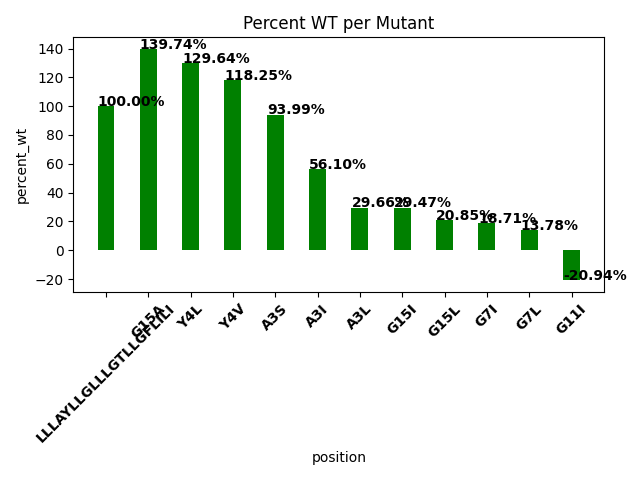 Percent WT per Mutant
percent_wt
140
120
100
80
60
40
20
0
−20
100.00%
139.74%
129.64%
118.25%
93.99%
56.10%
29.66%
29.47%
20.85%
18.71%
13.78%
-20.94%
LLLAYLLGLLLGTLLGFLILI
G15A
Y4L
Y4V
A3S
A3I
A3L
G15I
G15L
G7I
G7L
G11I
position